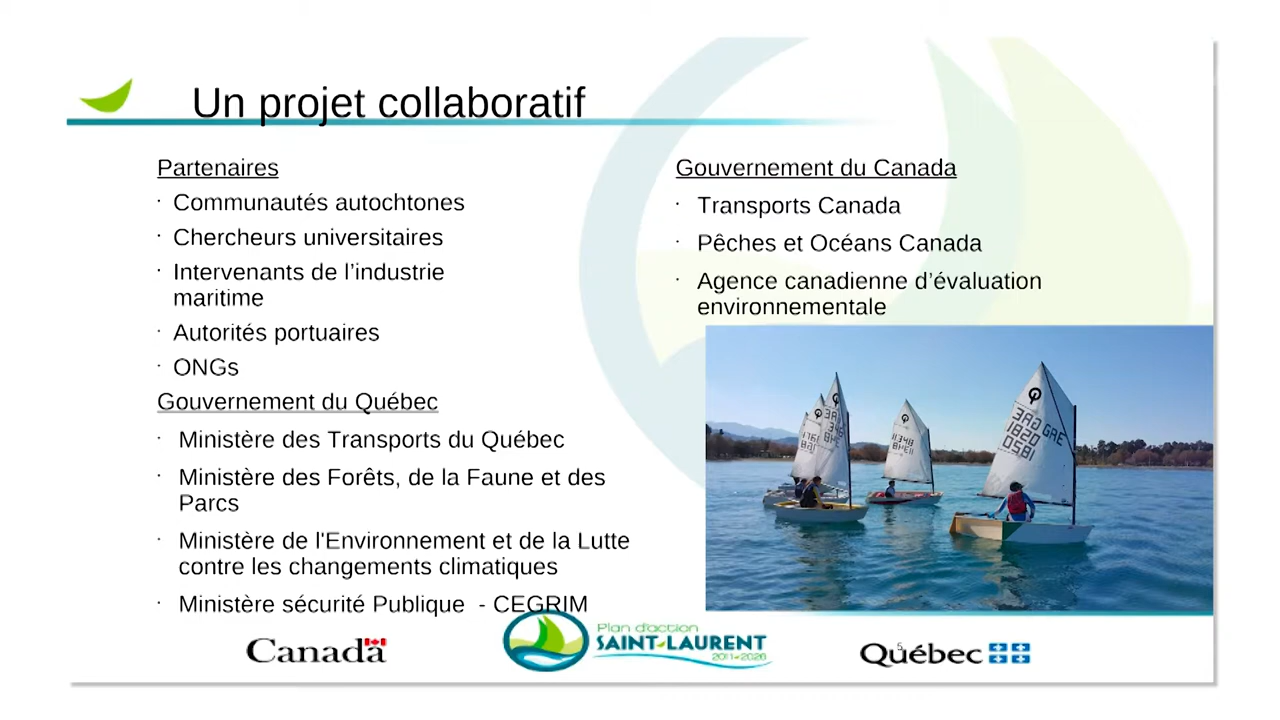 Un projet collaboratif
Partenaires
· Communautés autochtones
· Chercheurs universitaires
· Intervenants de l’industrie
maritime
· Autorités portuaires
· ONGs
Gouvernement du Québec
· Ministère des Transports du Québec
· Ministère des Forêts, de la Faune et des
Parcs
· Ministère de l'Environnement et de la Lutte
contre les changements climatiques
· Ministère sécurité Publique - CEGRIM
Gouvernement du Canada
· Transports Canada
· Pêches et Océans Canada
· Agence canadienne d’évaluation
environnementale
GRE
Canada
Plan d'action
SAINT-LAURENT
2011-2026
Québec
5